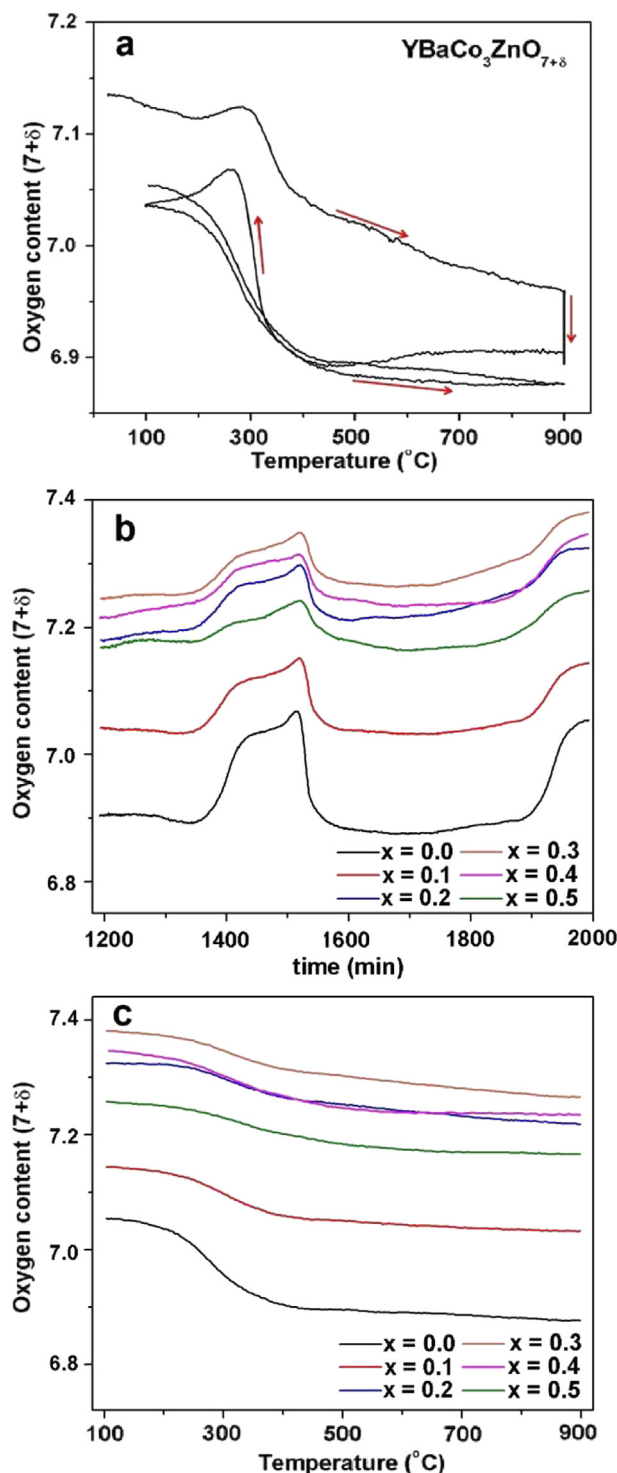 a
YBaCo₃ZnO₇₊δ
Oxygen content (7+δ)
7.2
7.1
7.0
6.9
100 300 500 700 900
Temperature (°C)
b
Oxygen content (7+δ)
7.4
7.2
7.0
6.8
x = 0.0 x = 0.3
x = 0.1 x = 0.4
x = 0.2 x = 0.5
1200 1400 1600 1800 2000
time (min)
c
Oxygen content (7+δ)
7.4
7.2
7.0
6.8
x = 0.0 x = 0.3
x = 0.1 x = 0.4
x = 0.2 x = 0.5
100 300 500 700 900
Temperature (°C)